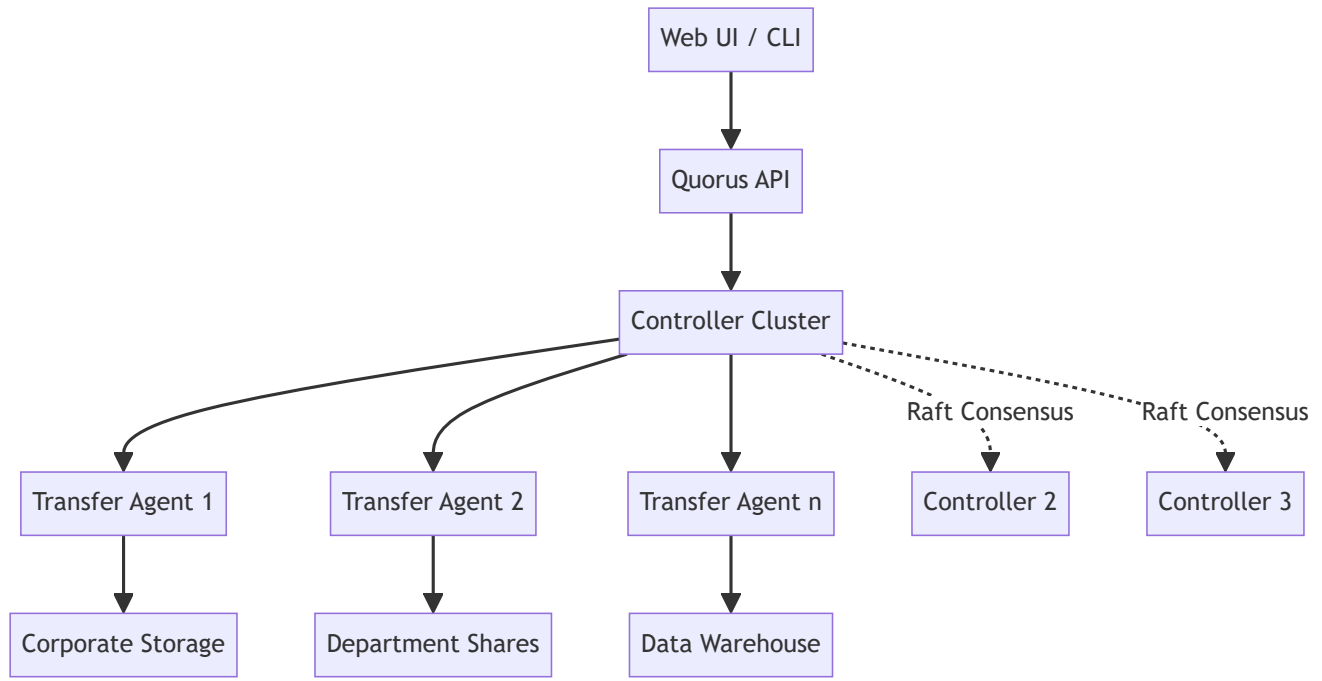 Web UI / CLI
Quorus API
Controller Cluster
Raft Consensus
Raft Consensus
Transfer Agent 1
Transfer Agent 2
Transfer Agent n
Controller 2
Controller 3
Corporate Storage
Department Shares
Data Warehouse